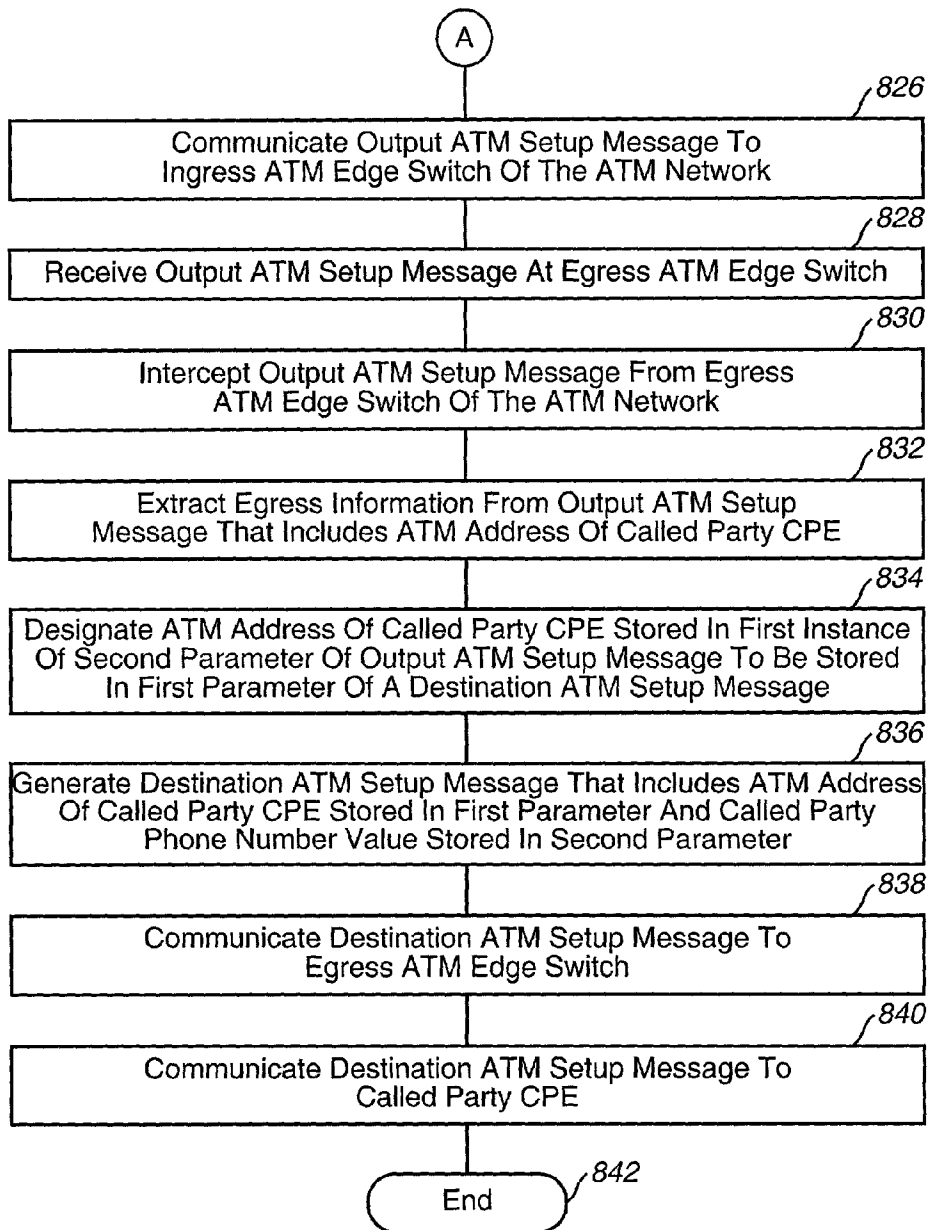 A
826
Communicate Output ATM Setup Message To
Ingress ATM Edge Switch Of The ATM Network
828
Receive Output ATM Setup Message At Egress ATM Edge Switch
830
Intercept Output ATM Setup Message From Egress
ATM Edge Switch Of The ATM Network
832
Extract Egress Information From Output ATM Setup
Message That Includes ATM Address Of Called Party CPE
834
Designate ATM Address Of Called Party CPE Stored In First Instance
Of Second Parameter Of Output ATM Setup Message To Be Stored
In First Parameter Of A Destination ATM Setup Message
836
Generate Destination ATM Setup Message That Includes ATM Address
Of Called Party CPE Stored In First Parameter And Called Party
Phone Number Value Stored In Second Parameter
838
Communicate Destination ATM Setup Message To
Egress ATM Edge Switch
840
Communicate Destination ATM Setup Message To
Called Party CPE
842
End